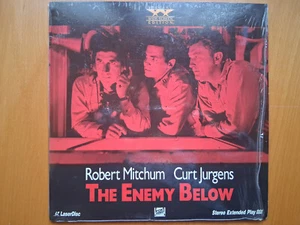 Robert Mitchum Curt Jurgens
THE ENEMY BELOW
LaserDisc
Stereo Extended Play